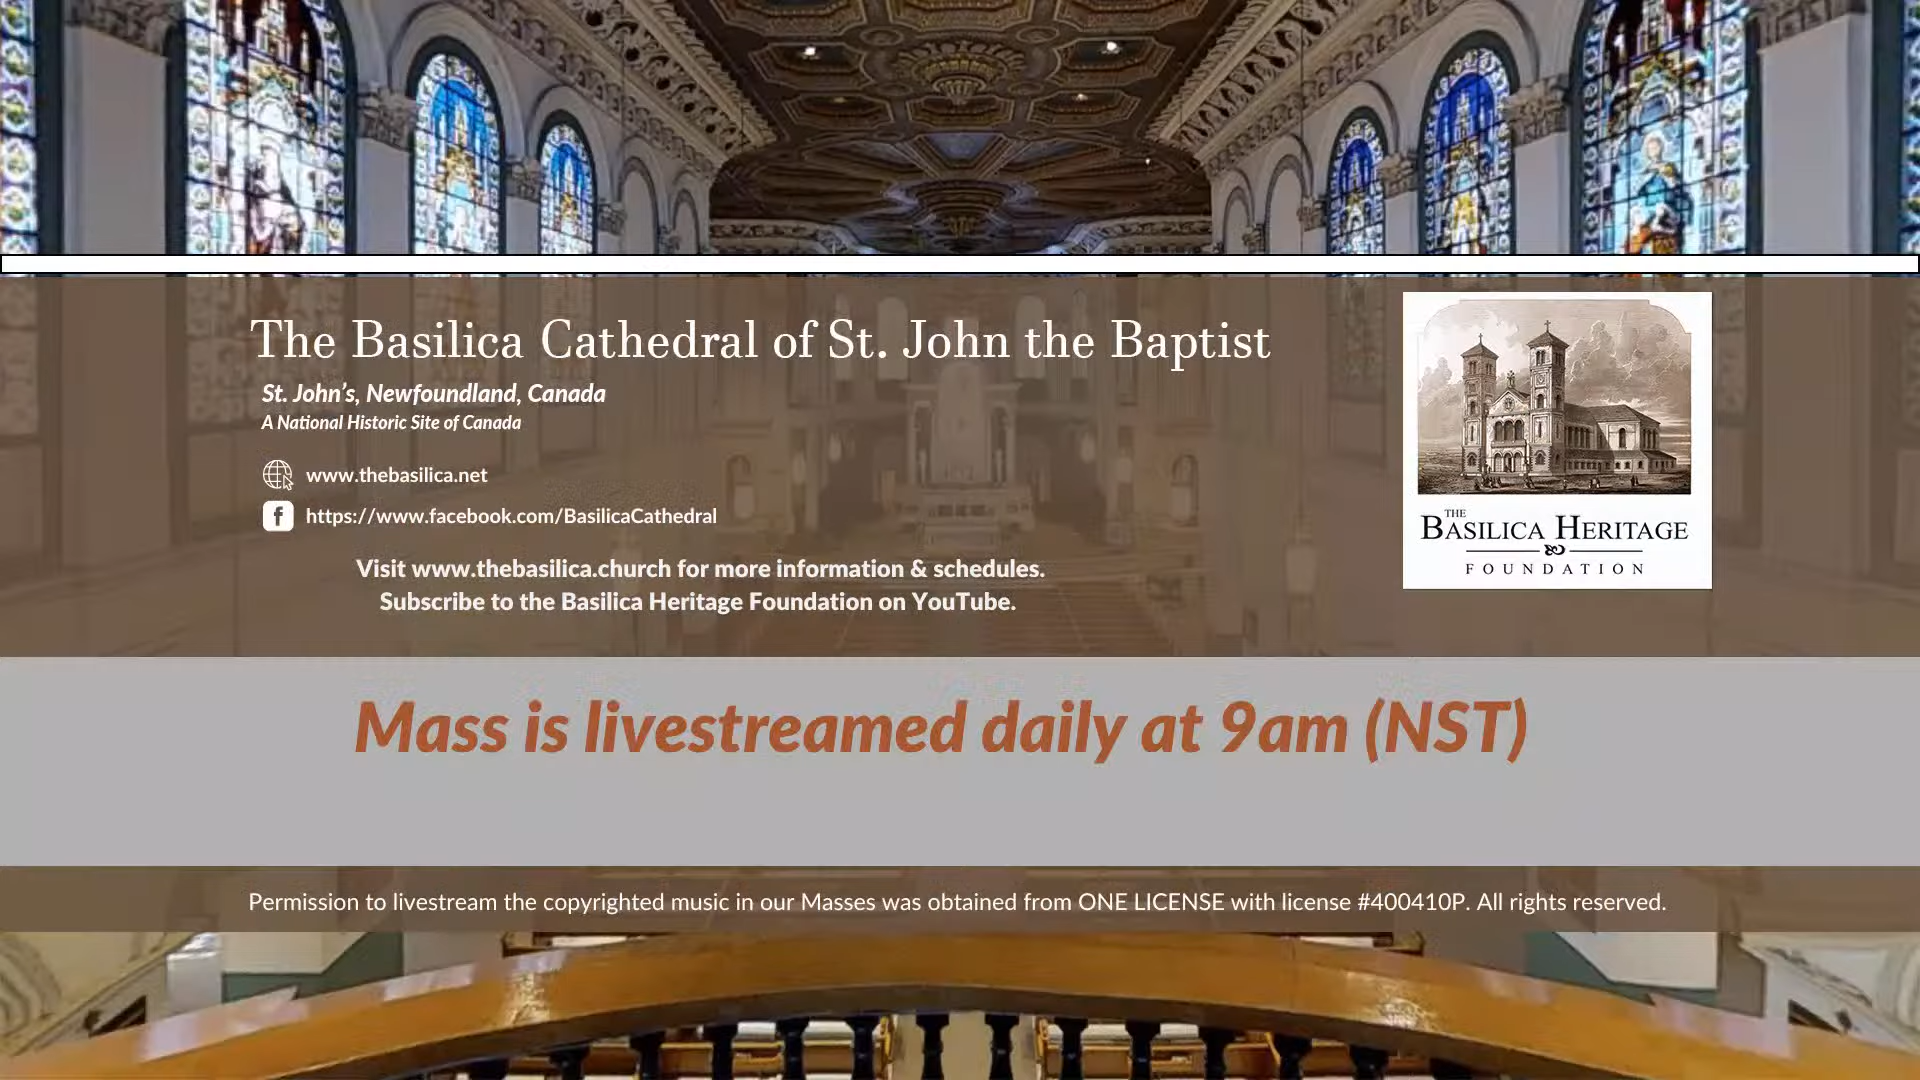 The Basilica Cathedral of St. John the Baptist
St. John's, Newfoundland, Canada
A National Historic Site of Canada
www.thebasilica.net
https://www.facebook.com/BasilicaCathedral
Visit www.thebasilica.church for more information & schedules.
Subscribe to the Basilica Heritage Foundation on YouTube.
THE
BASILICA HERITAGE
FOUNDATION
Mass is livestreamed daily at 9am (NST)
Permission to livestream the copyrighted music in our Masses was obtained from ONE LICENSE with license #400410P. All rights reserved.